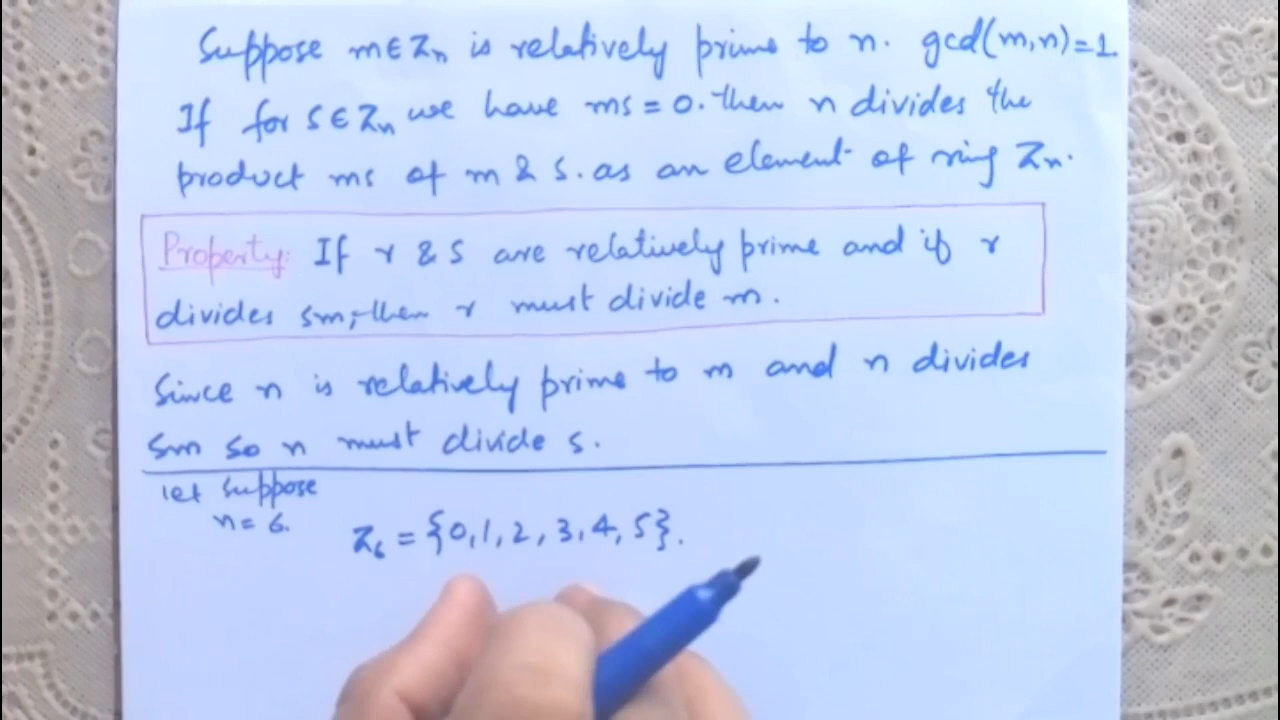 Suppose m∈Zn is relatively prime to n. gcd(m,n)=1
If for S∈Zn we have ms=0. then n divides the
product ms of m & s. as an element of ring Zn.
Property: If r & S are relatively prime and if r
divides sm, then r must divide m.
Since n is relatively prime to m and n divides
Sm so n must divide s.
let suppose
n=6.
Z6 = {0,1,2,3,4,5}.